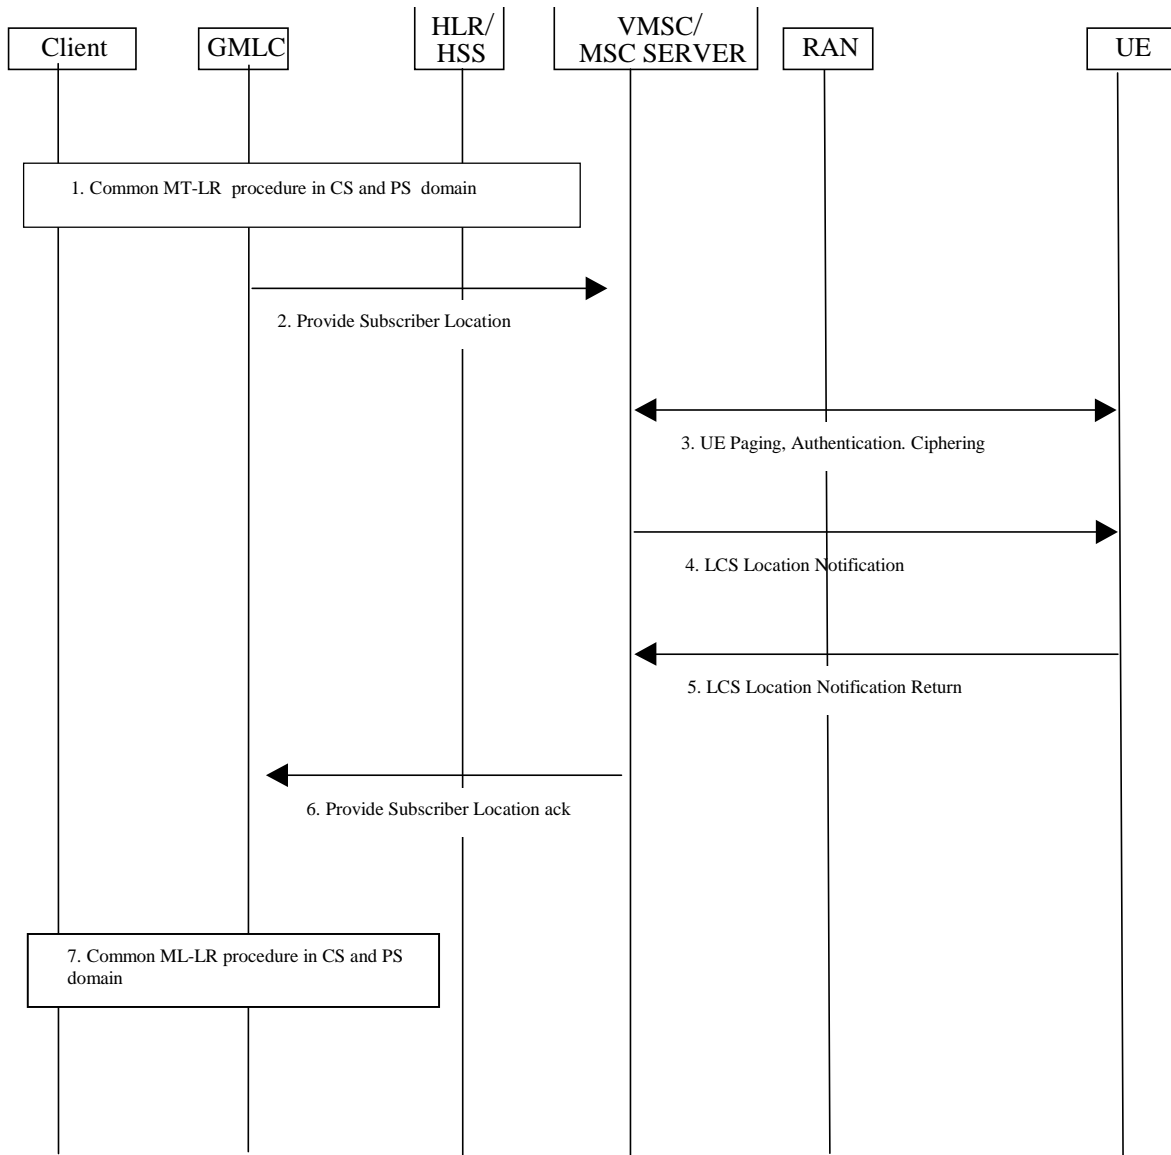 Client
GMLC
HLR/
HSS
VMSC/
MSC SERVER
RAN
UE
1. Common MT-LR procedure in CS and PS domain
2. Provide Subscriber Location
3. UE Paging, Authentication. Ciphering
4. LCS Location Notification
5. LCS Location Notification Return
6. Provide Subscriber Location ack
7. Common ML-LR procedure in CS and PS
domain